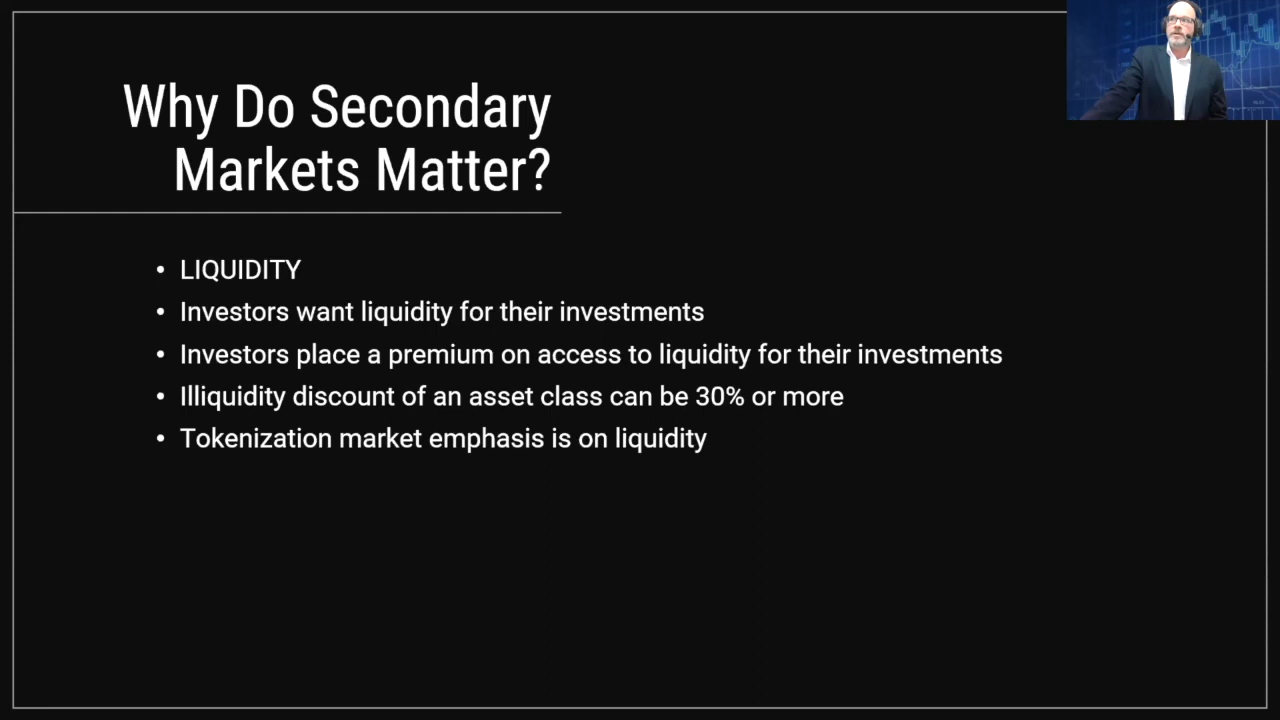 Why Do Secondary
Markets Matter?
• LIQUIDITY
• Investors want liquidity for their investments
• Investors place a premium on access to liquidity for their investments
• Illiquidity discount of an asset class can be 30% or more
• Tokenization market emphasis is on liquidity